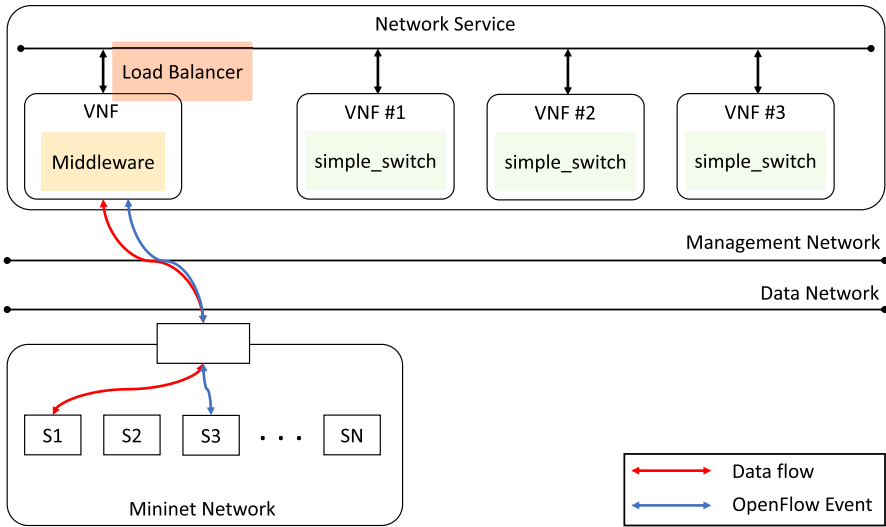 Network Service
Load Balancer
VNF
VNF #1
VNF #2
VNF #3
Middleware
simple_switch
simple_switch
simple_switch
Management Network
Data Network
S1
S2
S3
. . .
SN
Mininet Network
Data flow
OpenFlow Event